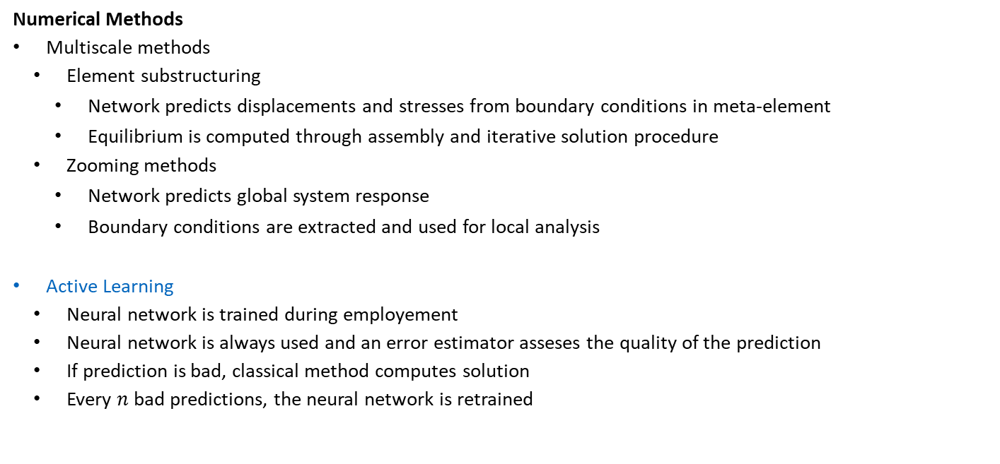 Numerical Methods
• Multiscale methods
• Element substructuring
• Network predicts displacements and stresses from boundary conditions in meta-element
• Equilibrium is computed through assembly and iterative solution procedure
• Zooming methods
• Network predicts global system response
• Boundary conditions are extracted and used for local analysis
• Active Learning
• Neural network is trained during employement
• Neural network is always used and an error estimator asseses the quality of the prediction
• If prediction is bad, classical method computes solution
• Every n bad predictions, the neural network is retrained